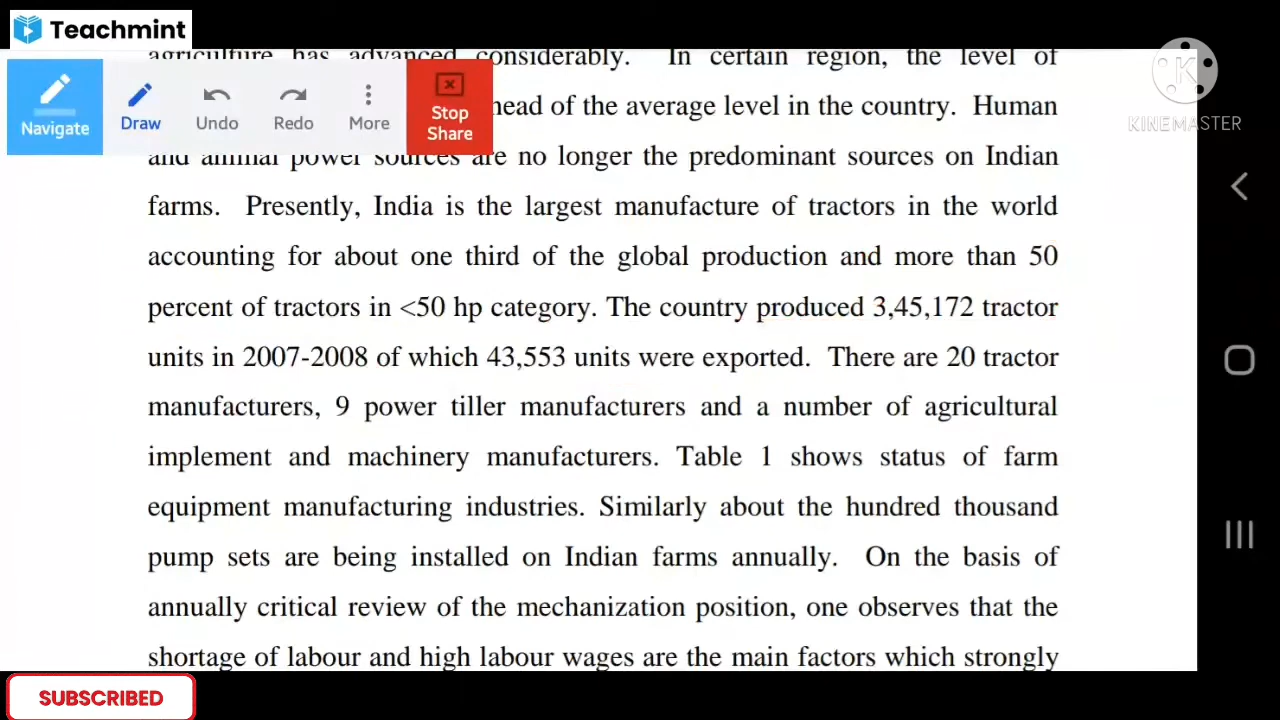 Teachmint
agriculture has advanced considerably. In certain region, the level of
Navigate
Draw
Undo
Redo
More
Stop
Share
KINEMASTER
head of the average level in the country. Human
and animal power sources are no longer the predominant sources on Indian
farms. Presently, India is the largest manufacture of tractors in the world
accounting for about one third of the global production and more than 50
percent of tractors in <50 hp category. The country produced 3,45,172 tractor
units in 2007-2008 of which 43,553 units were exported. There are 20 tractor
manufacturers, 9 power tiller manufacturers and a number of agricultural
implement and machinery manufacturers. Table 1 shows status of farm
equipment manufacturing industries. Similarly about the hundred thousand
pump sets are being installed on Indian farms annually. On the basis of
annually critical review of the mechanization position, one observes that the
shortage of labour and high labour wages are the main factors which strongly
SUBSCRIBED